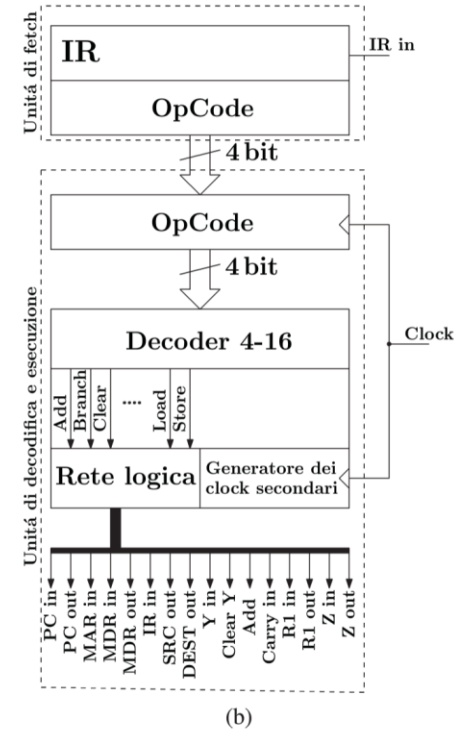 Unitá di fetch
IR
IR in
OpCode
4 bit
Unitá di decodifica e esecuzione
OpCode
4 bit
Clock
Decoder 4-16
Add
Branch
Clear
....
Load
Store
Rete logica
Generatore dei
clock secondari
PC in
PC out
MAR in
MDR in
MDR out
IR in
SRC out
DEST out
Y in
Clear Y
Add
Carry in
R1 in
R1 out
Z in
Z out
(b)